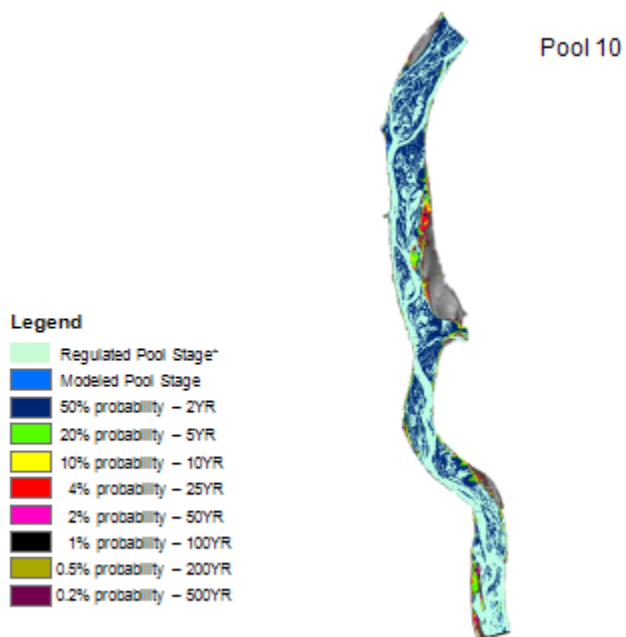 Pool 10
Legend
Regulated Pool Stage*
Modeled Pool Stage
50% probability – 2YR
20% probability – 5YR
10% probability – 10YR
4% probability – 25YR
2% probability – 50YR
1% probability – 100YR
0.5% probability – 200YR
0.2% probability – 500YR